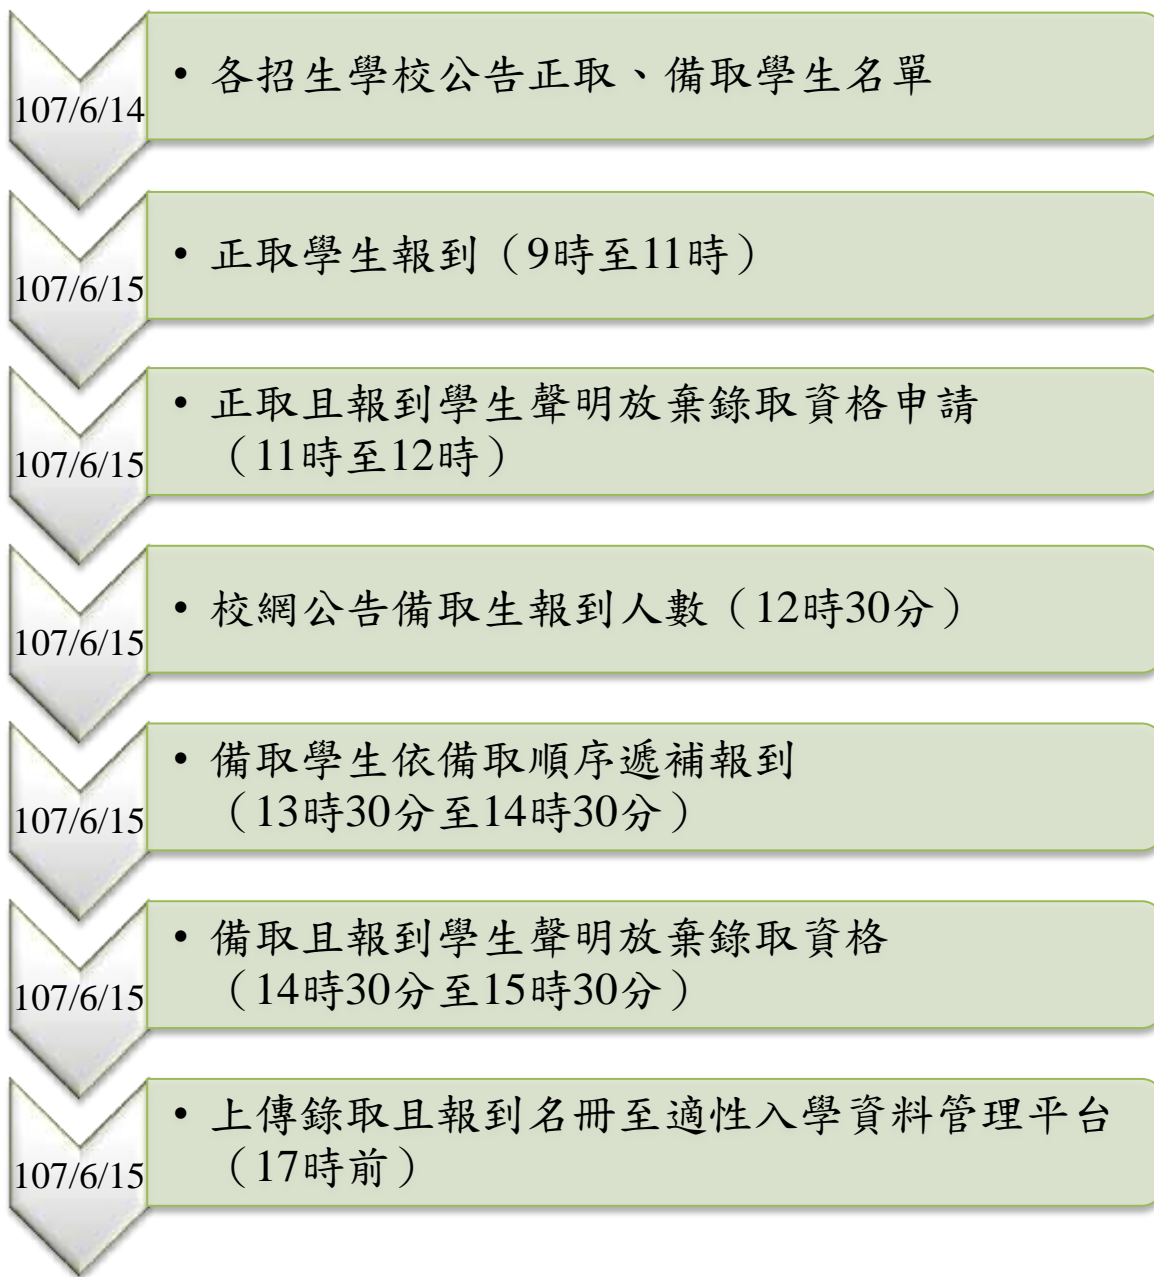 107/6/14
• 各招生學校公告正取、備取學生名單
107/6/15
• 正取學生報到（9時至11時）
107/6/15
• 正取且報到學生聲明放棄錄取資格申請
（11時至12時）
107/6/15
• 校網公告備取生報到人數（12時30分）
107/6/15
• 備取學生依備取順序遞補報到
（13時30分至14時30分）
107/6/15
• 備取且報到學生聲明放棄錄取資格
（14時30分至15時30分）
107/6/15
• 上傳錄取且報到名冊至適性入學資料管理平台
（17時前）